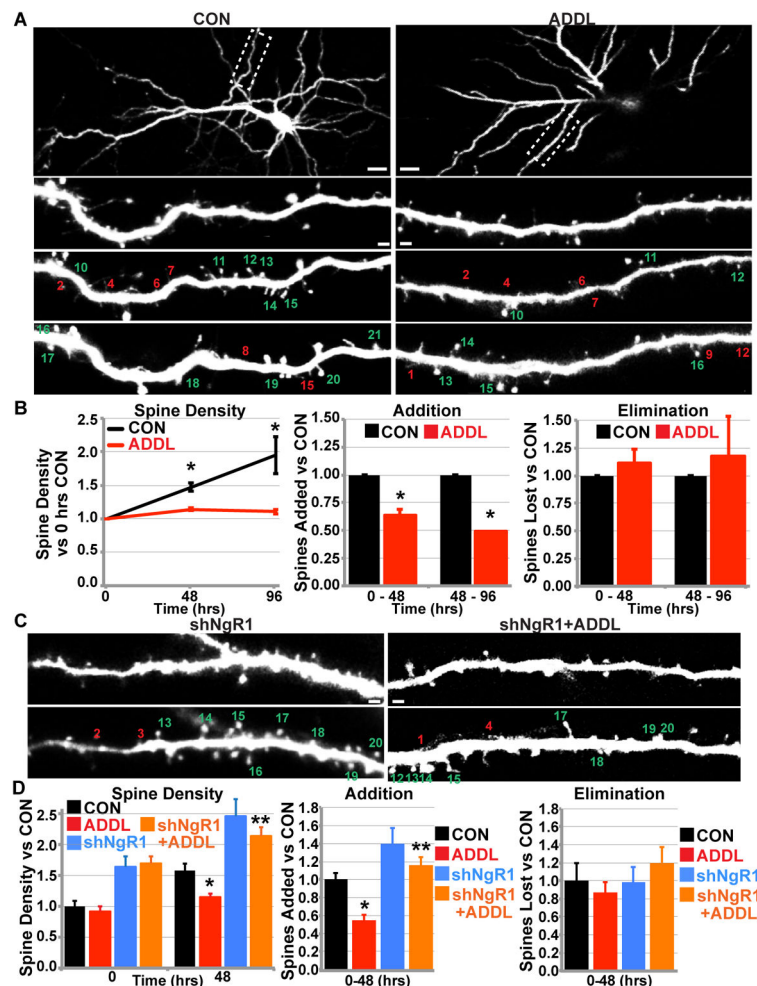 A
CON
ADDL
10
2
4
6
7
11
12
13
14
15
2
4
6
7
10
11
12
16
17
18
8
19
15
20
21
1
13
14
15
16
9
12
B
Spine Density
CON
ADDL
Spine Density
vs 0 hrs CON
2.5
2.0
1.5
1.0
0.5
0.0
0
48
96
Time (hrs)
*
*
Addition
CON
ADDL
Spines Added vs CON
1.50
1.25
1.00
0.75
0.50
0.25
0.00
*
*
0 - 48
48 - 96
Time (hrs)
Elimination
CON
ADDL
Spines Lost vs CON
1.50
1.25
1.00
0.75
0.50
0.25
0.00
0 - 48
48 - 96
Time (hrs)
C
shNgR1
shNgR1+ADDL
2
3
13
14
15
16
17
18
19
20
1
4
12
13
14
15
17
18
19
20
D
Spine Density
CON
ADDL
shNgR1
shNgR1
+ADDL
Spine Density vs CON
2.5
2.0
1.5
1.0
0.5
0.0
*
**
0
Time (hrs)
48
Addition
CON
ADDL
shNgR1
shNgR1
+ADDL
Spines Added vs CON
1.8
1.6
1.4
1.2
1.0
0.8
0.6
0.4
0.2
0.0
*
**
0-48 (hrs)
Elimination
CON
ADDL
shNgR1
shNgR1
+ADDL
Spines Lost vs CON
1.8
1.6
1.4
1.2
1.0
0.8
0.6
0.4
0.2
0.0
0-48 (hrs)